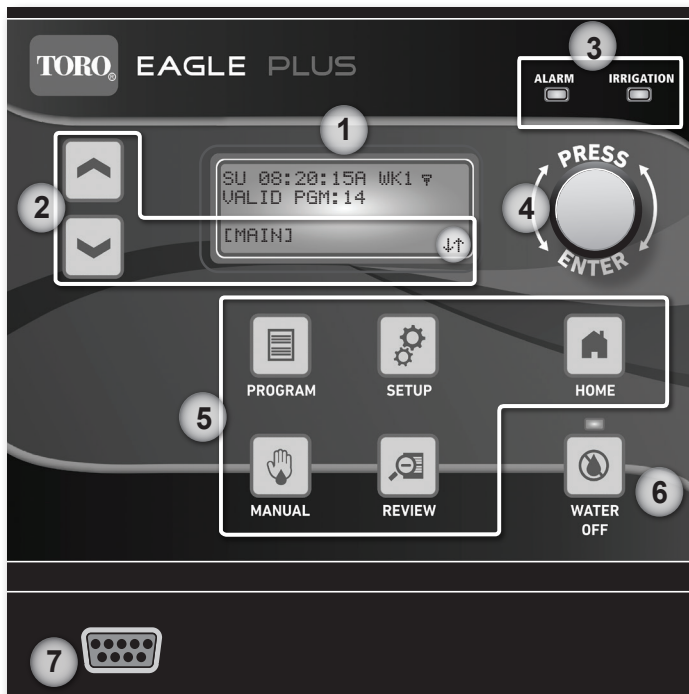 TORO®
EAGLE PLUS
3
ALARM IRRIGATION
1
2
SU 08:20:15A WK1
VALID PGM:14
[MAIN]
↓↑
4
PRESS
ENTER
5
PROGRAM SETUP HOME
MANUAL REVIEW WATER OFF
6
7